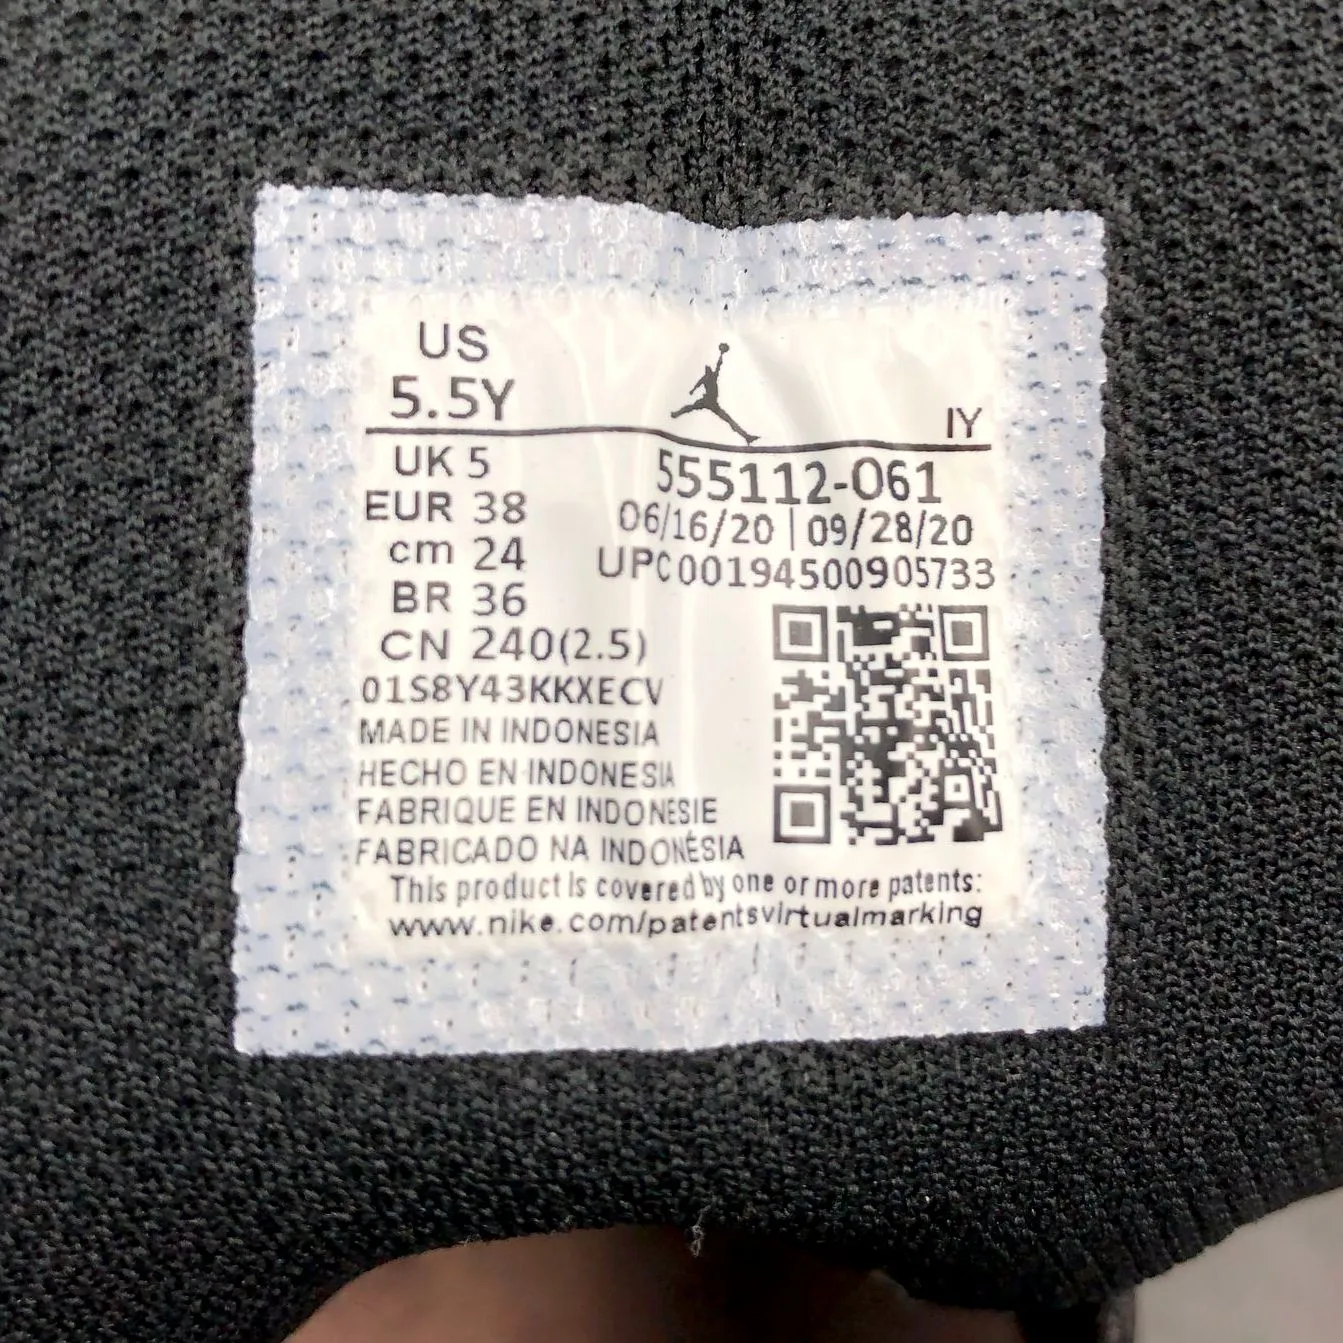 US
5.5Y
IY
UK 5
EUR 38
cm 24
BR 36
CN 240(2.5)
555112-061
06/16/20 | 09/28/20
UPC00194500905733
01S8Y43KKXECV
MADE IN INDONESIA
HECHO EN INDONESIA
FABRIQUE EN INDONESIE
FABRICADO NA INDONÉSIA
This product is covered by one or more patents:
www.nike.com/patentsvirtualmarking